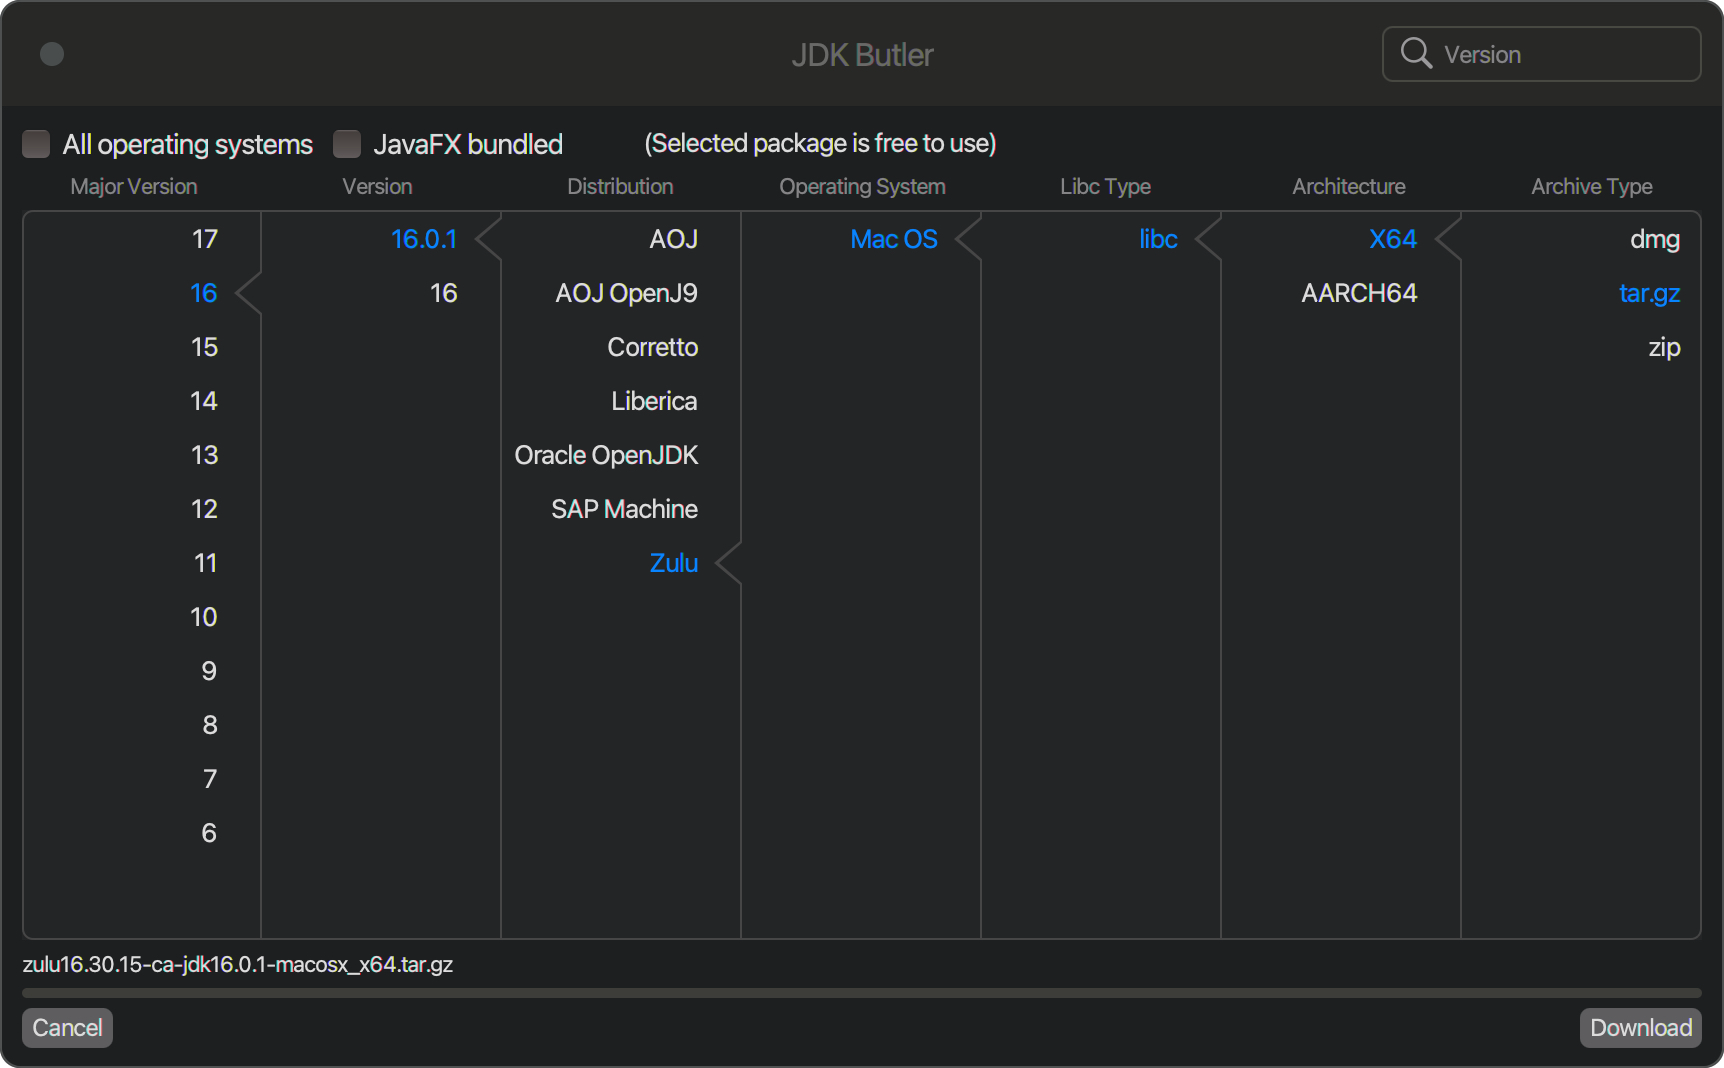 JDK Butler
Version
All operating systems
JavaFX bundled
(Selected package is free to use)
Major Version
Version
Distribution
Operating System
Libc Type
Architecture
Archive Type
17
16
15
14
13
12
11
10
9
8
7
6
16.0.1
16
AOJ
AOJ OpenJ9
Corretto
Liberica
Oracle OpenJDK
SAP Machine
Zulu
Mac OS
libc
X64
AARCH64
dmg
tar.gz
zip
zulu16.30.15-ca-jdk16.0.1-macosx_x64.tar.gz
Cancel
Download